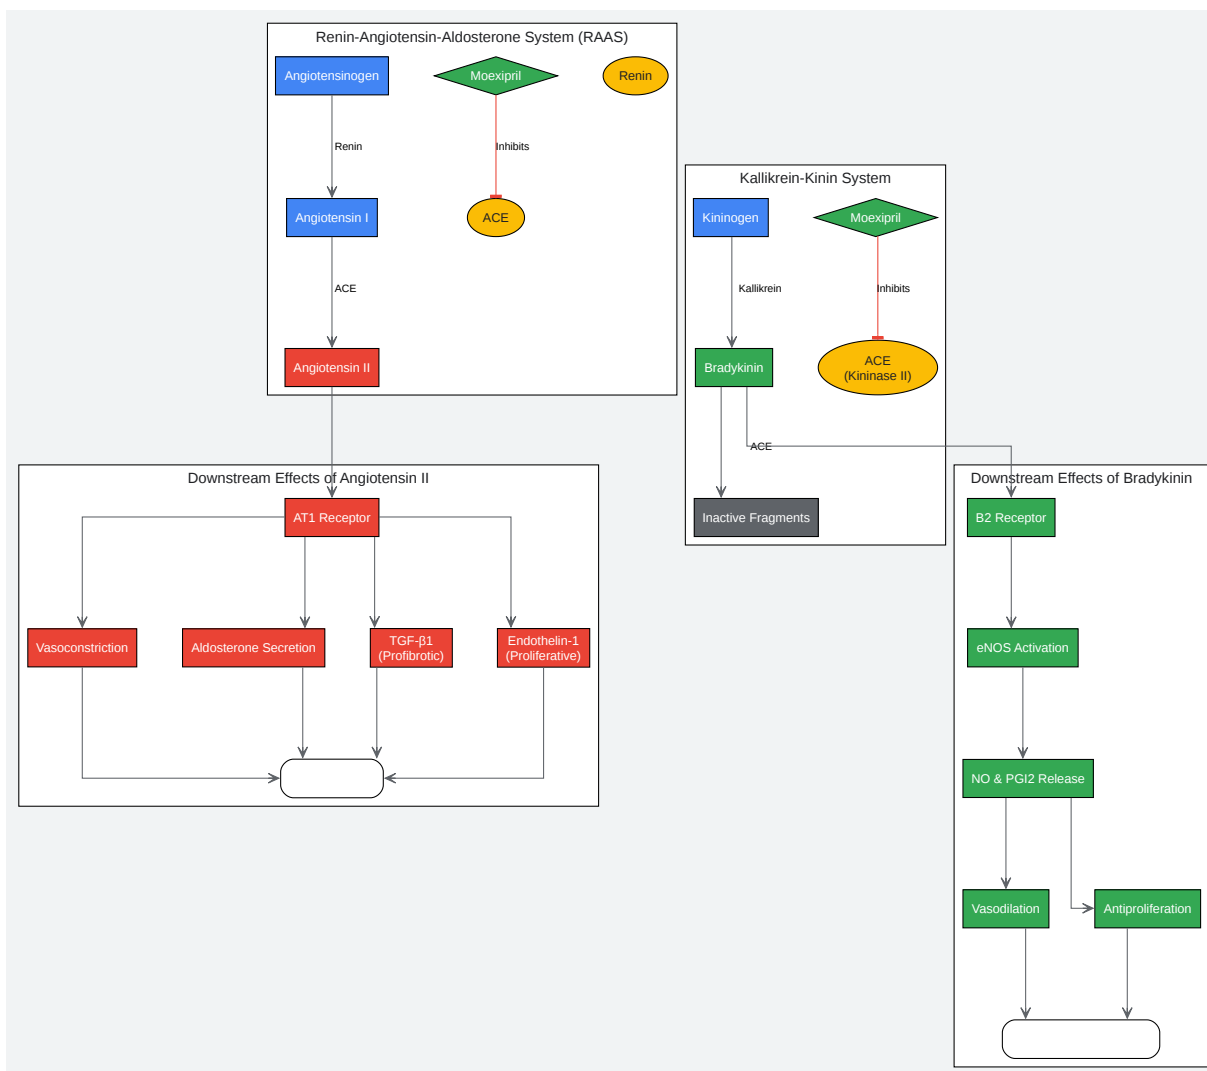 Renin-Angiotensin-Aldosterone System (RAAS)
Angiotensinogen
Moexipril
Renin
Renin
Inhibits
Angiotensin I
ACE
ACE
Angiotensin II
Kallikrein-Kinin System
Kininogen
Moexipril
Kallikrein
Inhibits
Bradykinin
ACE
(Kininase II)
ACE
Inactive Fragments
Downstream Effects of Angiotensin II
AT1 Receptor
Vasoconstriction
Aldosterone Secretion
TGF-β1
(Profibrotic)
Endothelin-1
(Proliferative)
Downstream Effects of Bradykinin
B2 Receptor
eNOS Activation
NO & PGI2 Release
Vasodilation
Antiproliferation